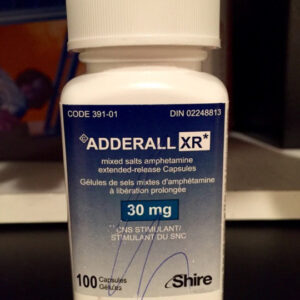 CODE 391-01 DIN 02248813
ADDERALL XR*
mixed salts amphetamine
extended-release Capsules
Gélules de sels mixtes d'amphétamine
à libération prolongée
30 mg
CNS STIMULANT/
STIMULANT DU SNC
100 Capsules
Gélules
Shire